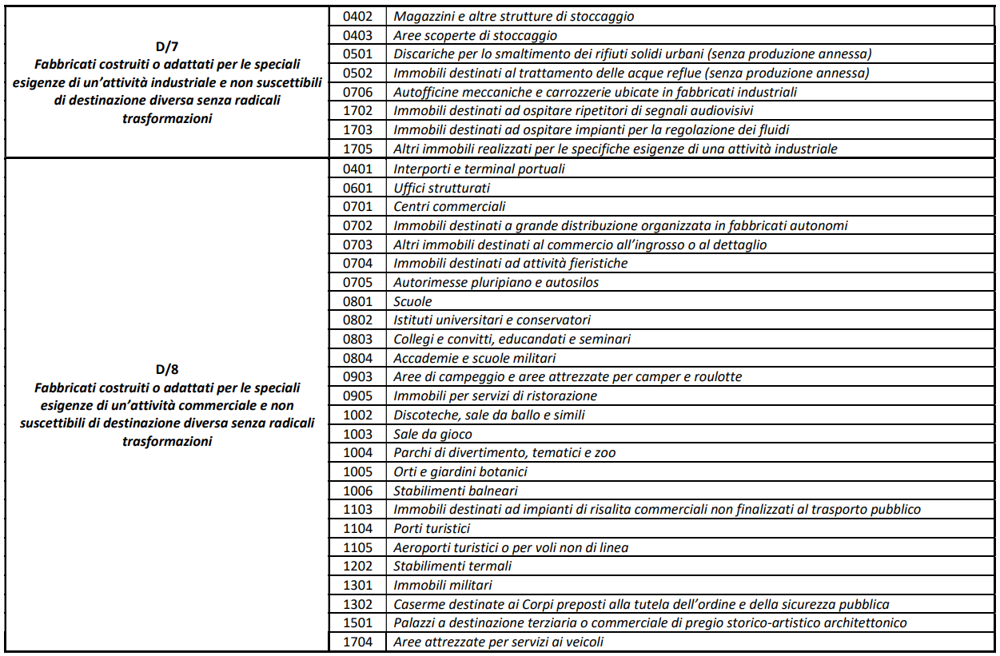 D/7
Fabbricati costruiti o adattati per le speciali
esigenze di un’attività industriale e non suscettibili
di destinazione diversa senza radicali
trasformazioni
0402 Magazzini e altre strutture di stoccaggio
0403 Aree scoperte di stoccaggio
0501 Discariche per lo smaltimento dei rifiuti solidi urbani (senza produzione annessa)
0502 Immobili destinati al trattamento delle acque reflue (senza produzione annessa)
0706 Autofficine meccaniche e carrozzerie ubicate in fabbricati industriali
1702 Immobili destinati ad ospitare ripetitori di segnali audiovisivi
1703 Immobili destinati ad ospitare impianti per la regolazione dei fluidi
1705 Altri immobili realizzati per le specifiche esigenze di una attività industriale
D/8
Fabbricati costruiti o adattati per le speciali
esigenze di un’attività commerciale e non
suscettibili di destinazione diversa senza radicali
trasformazioni
0401 Interporti e terminal portuali
0601 Uffici strutturati
0701 Centri commerciali
0702 Immobili destinati a grande distribuzione organizzata in fabbricati autonomi
0703 Altri immobili destinati al commercio all’ingrosso o al dettaglio
0704 Immobili destinati ad attività fieristiche
0705 Autorimesse pluripiano e autosilos
0801 Scuole
0802 Istituti universitari e conservatori
0803 Collegi e convitti, educandati e seminari
0804 Accademie e scuole militari
0903 Aree di campeggio e aree attrezzate per camper e roulotte
0905 Immobili per servizi di ristorazione
1002 Discoteche, sale da ballo e simili
1003 Sale da gioco
1004 Parchi di divertimento, tematici e zoo
1005 Orti e giardini botanici
1006 Stabilimenti balneari
1103 Immobili destinati ad impianti di risalita commerciali non finalizzati al trasporto pubblico
1104 Porti turistici
1105 Aeroporti turistici o per voli non di linea
1202 Stabilimenti termali
1301 Immobili militari
1302 Caserme destinate ai Corpi preposti alla tutela dell’ordine e della sicurezza pubblica
1501 Palazzi a destinazione terziaria o commerciale di pregio storico-artistico architettonico
1704 Aree attrezzate per servizi ai veicoli